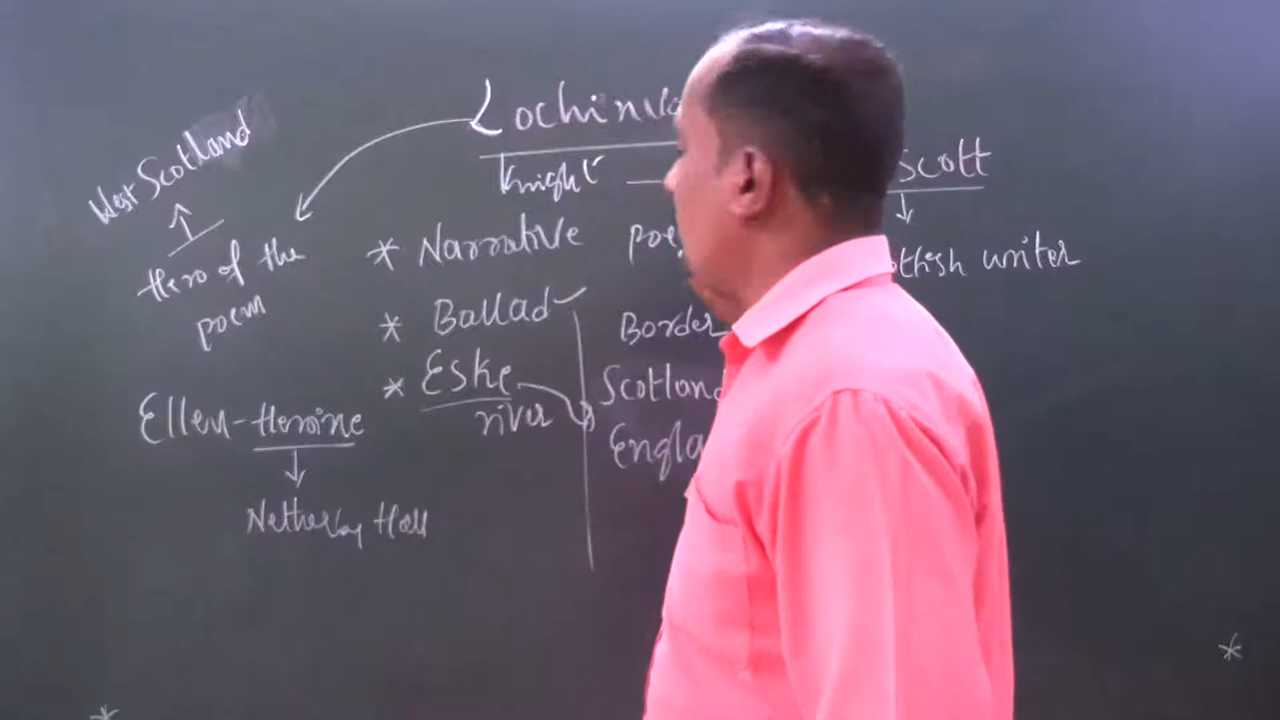 Lochinva
Knight — Scott
West Scotland
Hero of the
poem
* Narrative poe
ottish writer
* Ballad
Border
* Eske
river
Scotland
Engla
Ellen-Heroine
Netherby Hall